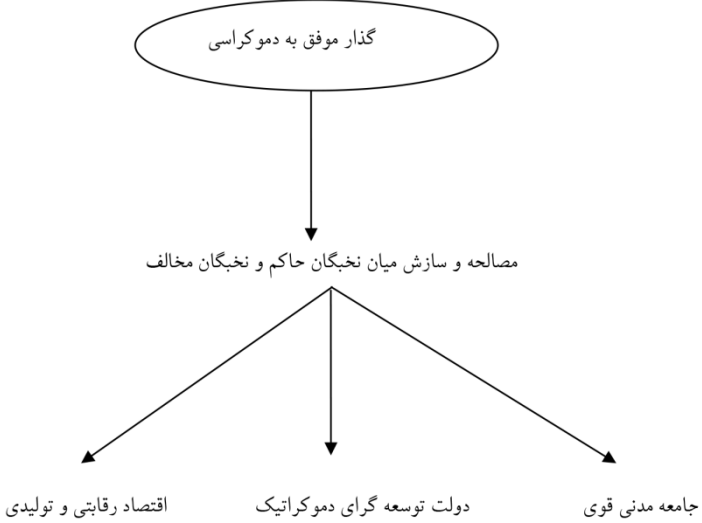 گذار موفق به دموکراسی
مصالحه و سازش میان نخبگان حاکم و نخبگان مخالف
جامعه مدنی قوی
دولت توسعه گرای دموکراتیک
اقتصاد رقابتی و تولیدی